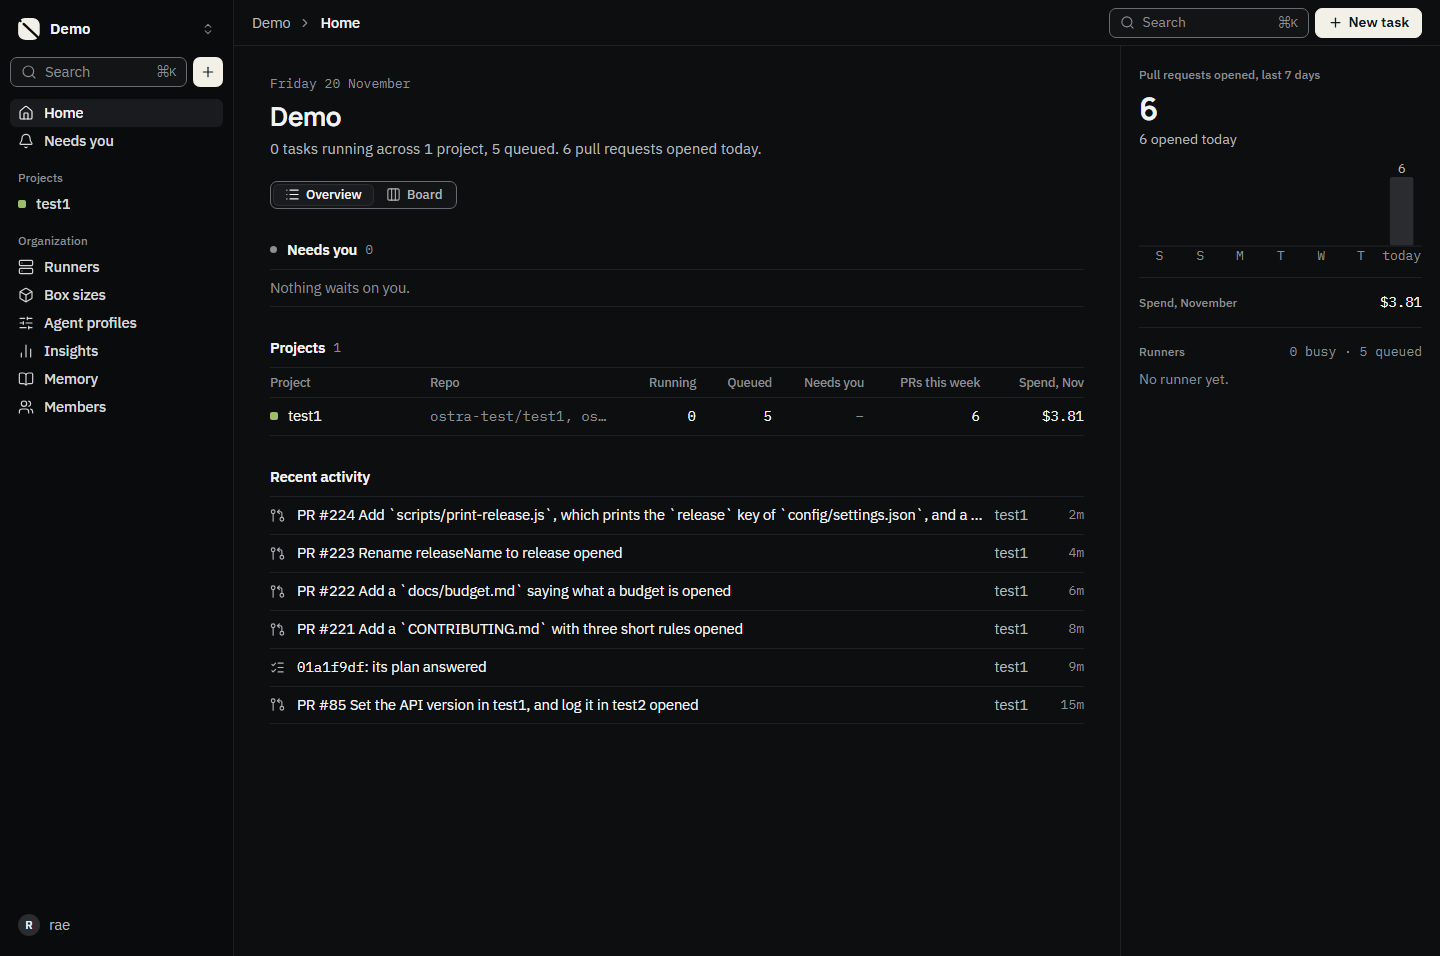 Demo
Search ⌘K
Home
Needs you
Projects
test1
Organization
Runners
Box sizes
Agent profiles
Insights
Memory
Members
R rae
Demo > Home
Search ⌘K
+ New task
Friday 20 November
Demo
0 tasks running across 1 project, 5 queued. 6 pull requests opened today.
Overview Board
Needs you 0
Nothing waits on you.
Projects 1
Project Repo Running Queued Needs you PRs this week Spend, Nov
test1 ostra-test/test1, os… 0 5 – 6 $3.81
Recent activity
PR #224 Add `scripts/print-release.js`, which prints the `release` key of `config/settings.json`, and a ... test1 2m
PR #223 Rename releaseName to release opened test1 4m
PR #222 Add a `docs/budget.md` saying what a budget is opened test1 6m
PR #221 Add a `CONTRIBUTING.md` with three short rules opened test1 8m
01a1f9df: its plan answered test1 9m
PR #85 Set the API version in test1, and log it in test2 opened test1 15m
Pull requests opened, last 7 days
6
6 opened today
6
S S M T W T today
Spend, November $3.81
Runners 0 busy · 5 queued
No runner yet.